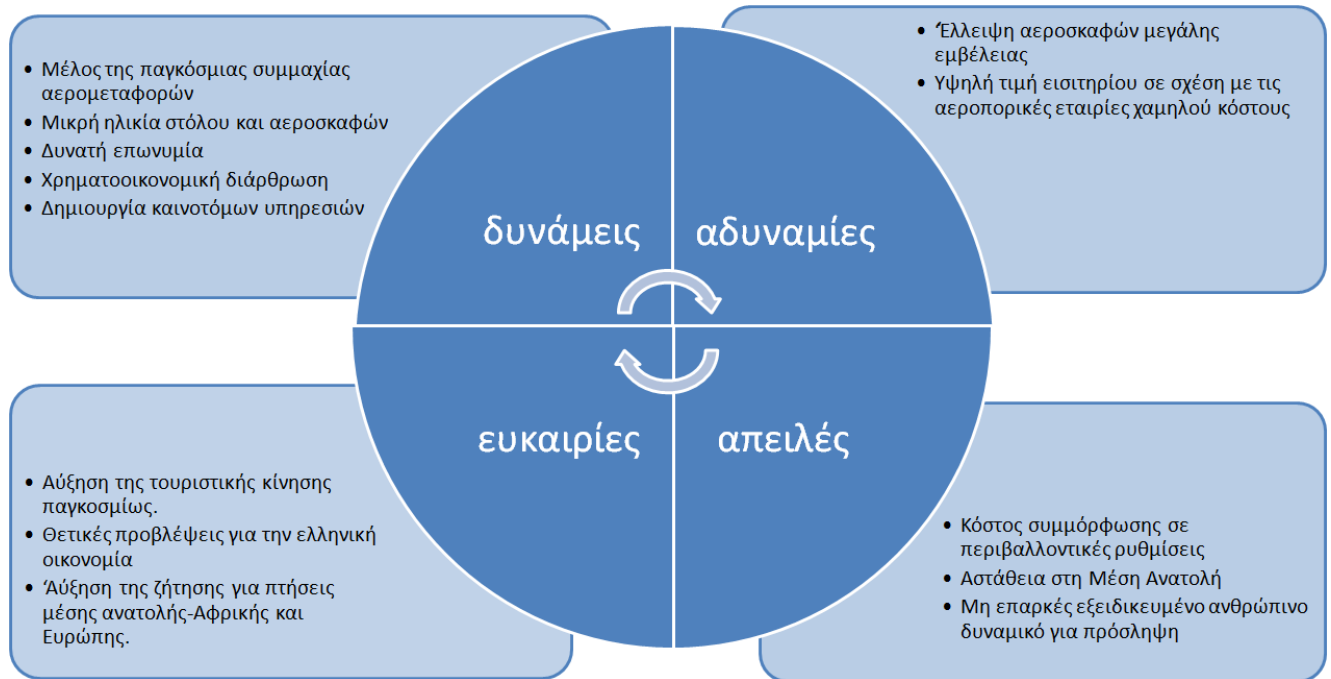 • Μέλος της παγκόσμιας συμμαχίας
αερομεταφορών
• Μικρή ηλικία στόλου και αεροσκαφών
• Δυνατή επωνυμία
• Χρηματοοικονομική διάρθρωση
• Δημιουργία καινοτόμων υπηρεσιών
• Έλλειψη αεροσκαφών μεγάλης
εμβέλειας
• Υψηλή τιμή εισιτηρίου σε σχέση με τις
αεροπορικές εταιρίες χαμηλού κόστους
δυνάμεις
αδυναμίες
ευκαιρίες
απειλές
• Αύξηση της τουριστικής κίνησης
παγκοσμίως.
• Θετικές προβλέψεις για την ελληνική
οικονομία
• ‘Αύξηση της ζήτησης για πτήσεις
μέσης ανατολής-Αφρικής και
Ευρώπης.
• Κόστος συμμόρφωσης σε
περιβαλλοντικές ρυθμίσεις
• Αστάθεια στη Μέση Ανατολή
• Μη επαρκές εξειδικευμένο ανθρώπινο
δυναμικό για πρόσληψη